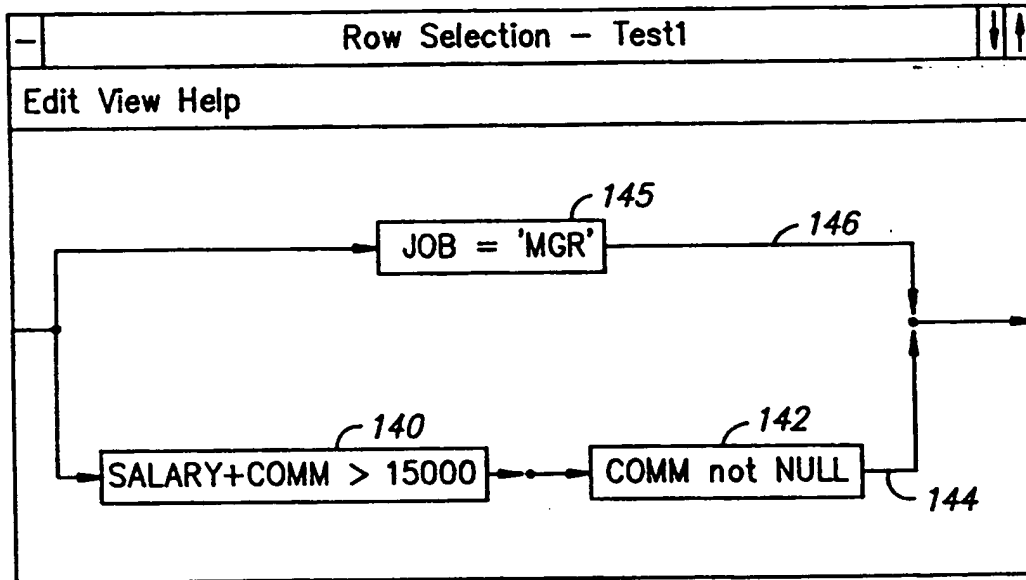 Row Selection – Test1
Edit View Help
145
JOB = 'MGR'
146
140
142
SALARY+COMM > 15000
COMM not NULL
144